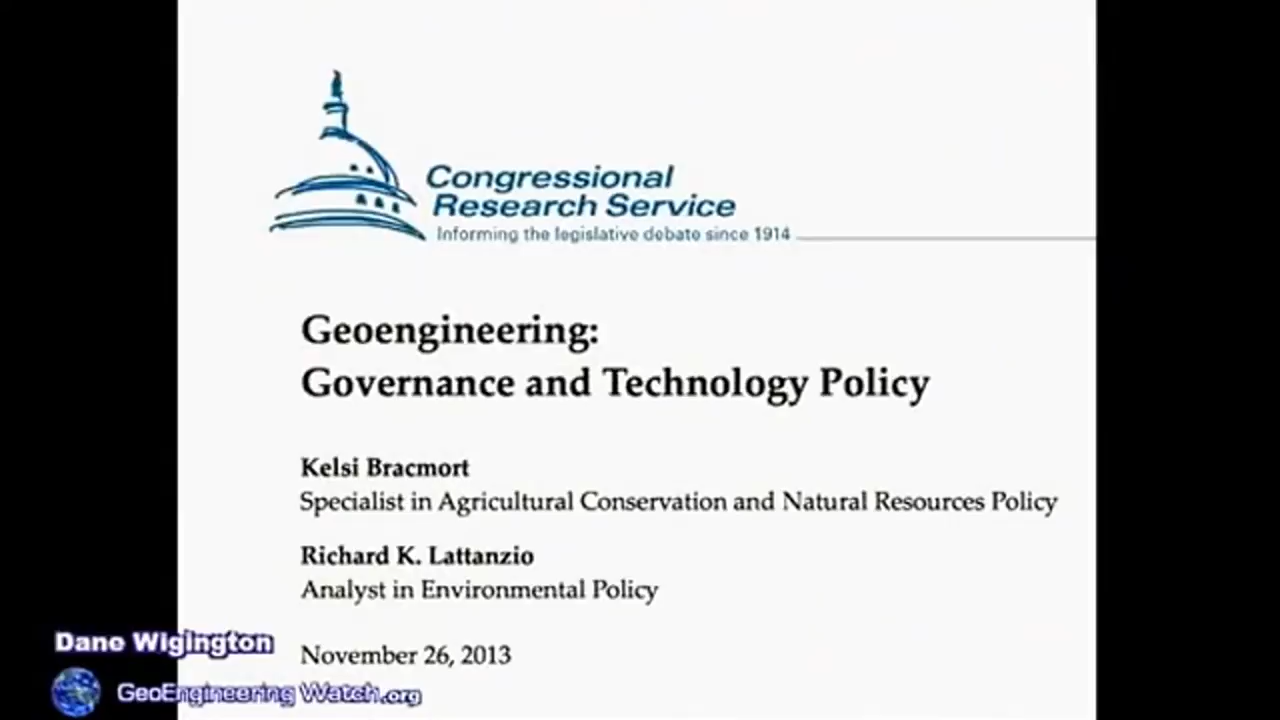 Congressional
Research Service
Informing the legislative debate since 1914
Geoengineering:
Governance and Technology Policy
Kelsi Bracmort
Specialist in Agricultural Conservation and Natural Resources Policy
Richard K. Lattanzio
Analyst in Environmental Policy
November 26, 2013
Dane Wigington
GeoEngineering Watch.org